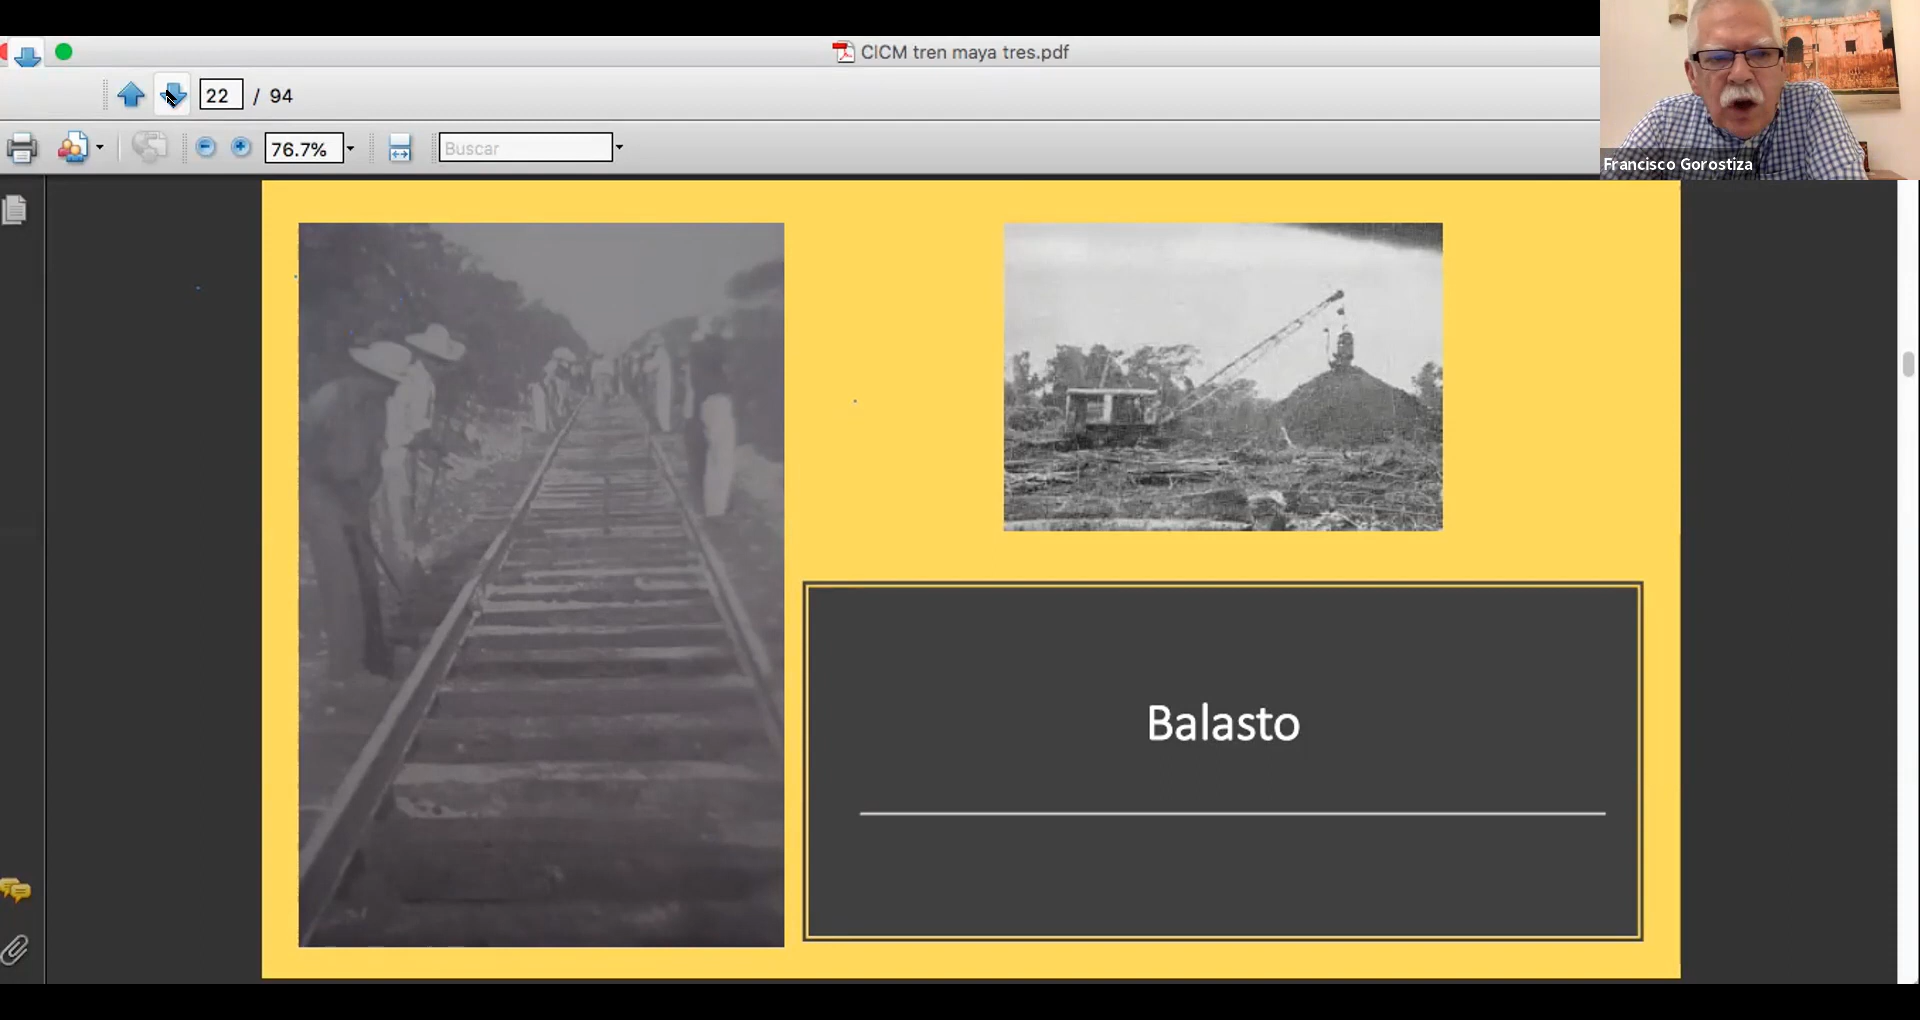 CICM tren maya tres.pdf
22 / 94
76.7%
Buscar
Francisco Gorostiza
Balasto